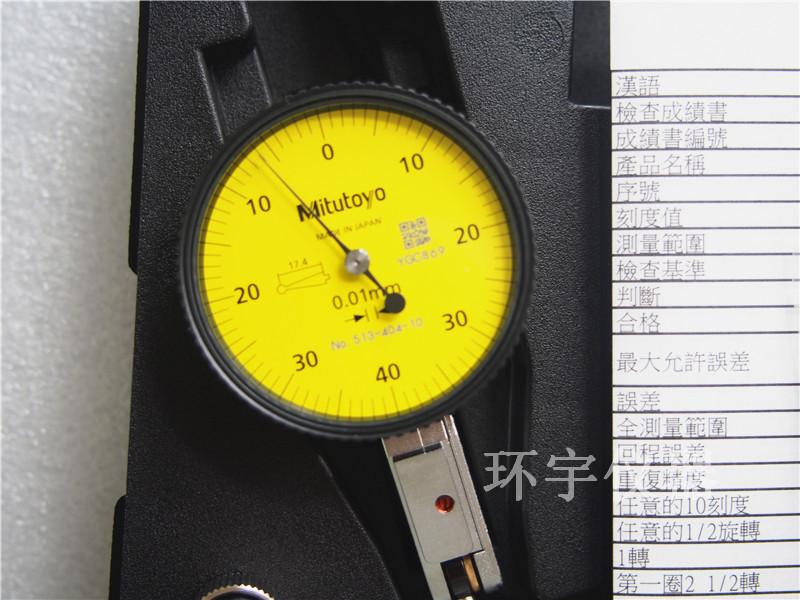 0
10
20
30
40
30
20
10
Mitutoyo
MADE IN JAPAN
YGC869
17.4
0.01mm
No. 513-404-10
漢語
檢查成績書
成績書編號
產品名稱
序號
刻度值
測量範圍
檢查基準
判斷
合格
最大允許誤差
誤差
全測量範圍
回程誤差
重復精度
任意的10刻度
任意的1/2旋轉
1轉
第一圈2 1/2轉
环宇